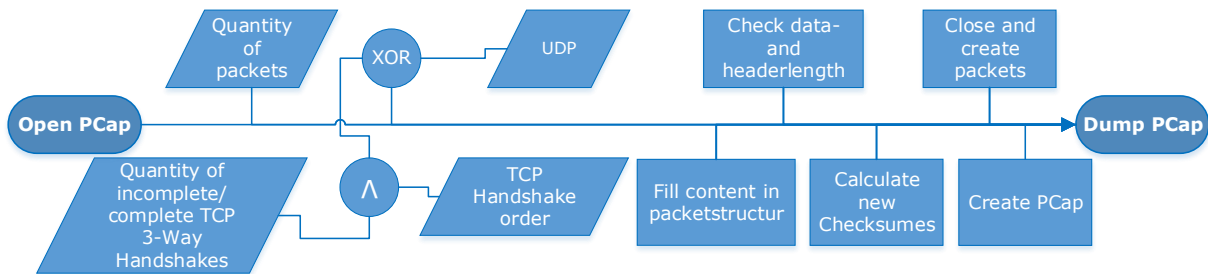 Quantity
of
packets
XOR
UDP
Check data-
and
headerlength
Close and
create
packets
Open PCap
Dump PCap
Quantity of
incomplete/
complete TCP
3-Way
Handshakes
Λ
TCP
Handshake
order
Fill content in
packetstructur
Calculate
new
Checksumes
Create PCap